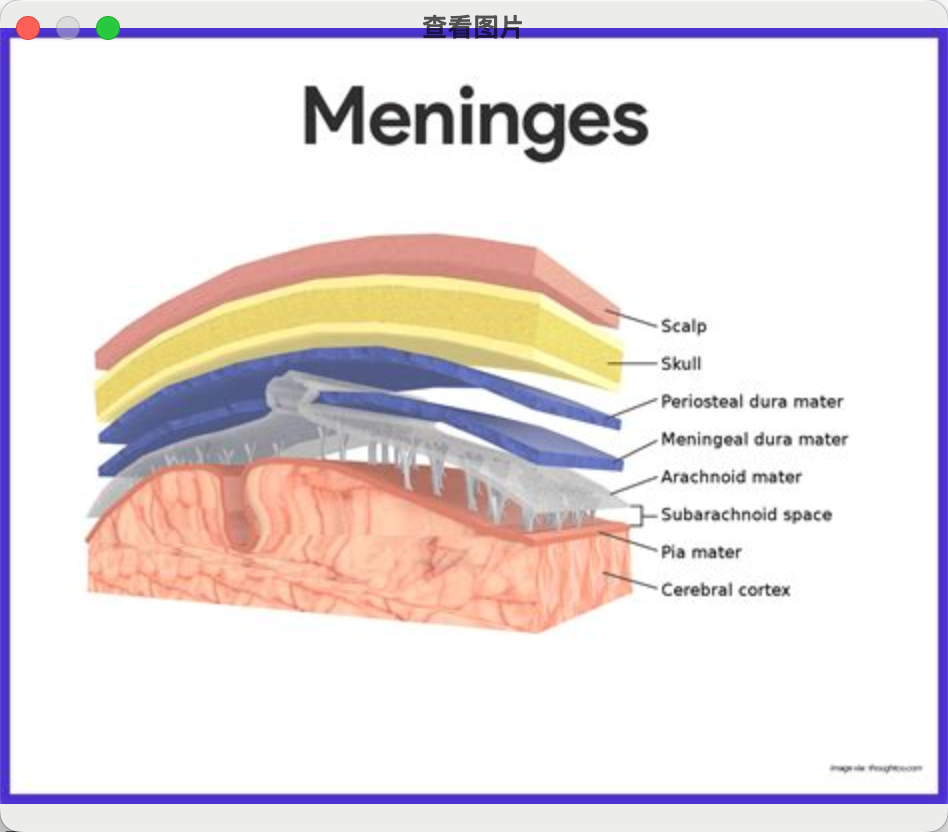 查看图片
Meninges
Scalp
Skull
Periosteal dura mater
Meningeal dura mater
Arachnoid mater
Subarachnoid space
Pia mater
Cerebral cortex
Image via: thoughtco.com